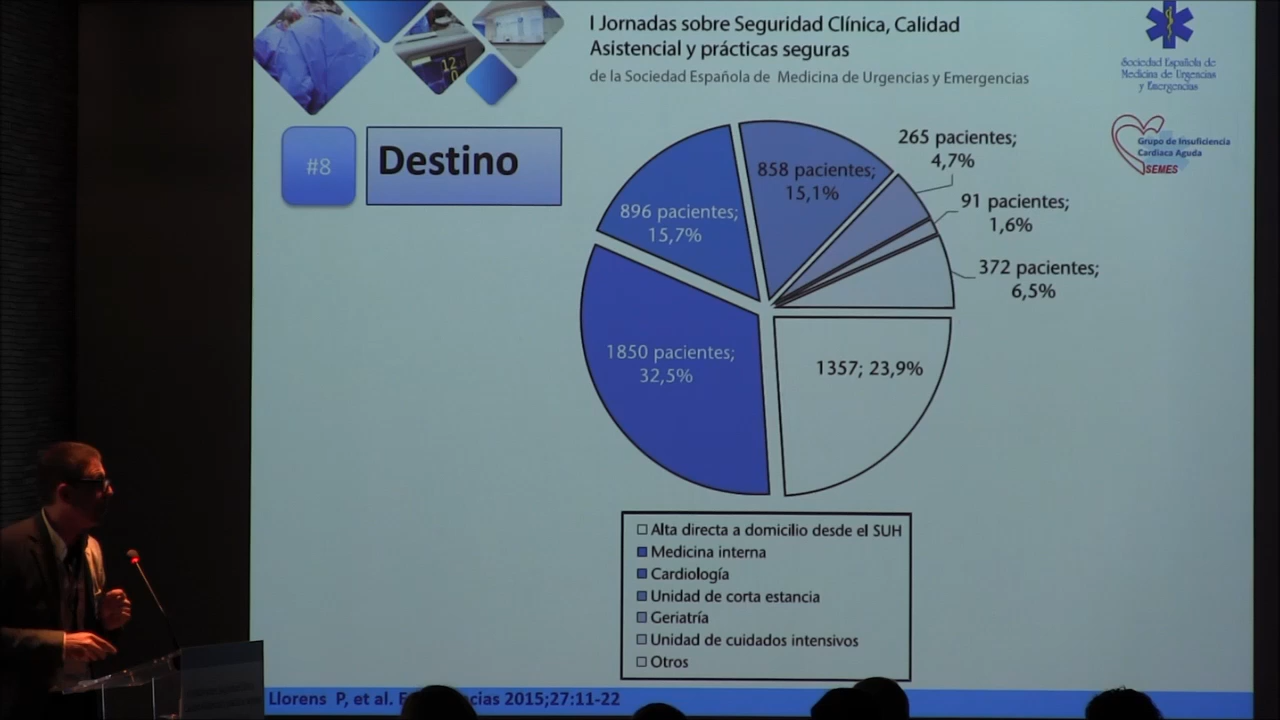 I Jornadas sobre Seguridad Clínica, Calidad
Asistencial y prácticas seguras
de la Sociedad Española de Medicina de Urgencias y Emergencias
Sociedad Española de
Medicina de Urgencias
y Emergencias
Grupo de Insuficiencia
Cardiaca Aguda
SEMES
#8
Destino
12
0
858 pacientes;
15,1%
265 pacientes;
4,7%
896 pacientes;
15,7%
91 pacientes;
1,6%
372 pacientes;
6,5%
1850 pacientes;
32,5%
1357; 23,9%
Alta directa a domicilio desde el SUH
Medicina interna
Cardiología
Unidad de corta estancia
Geriatría
Unidad de cuidados intensivos
Otros
Llorens P, et al. 2015;27:11-22